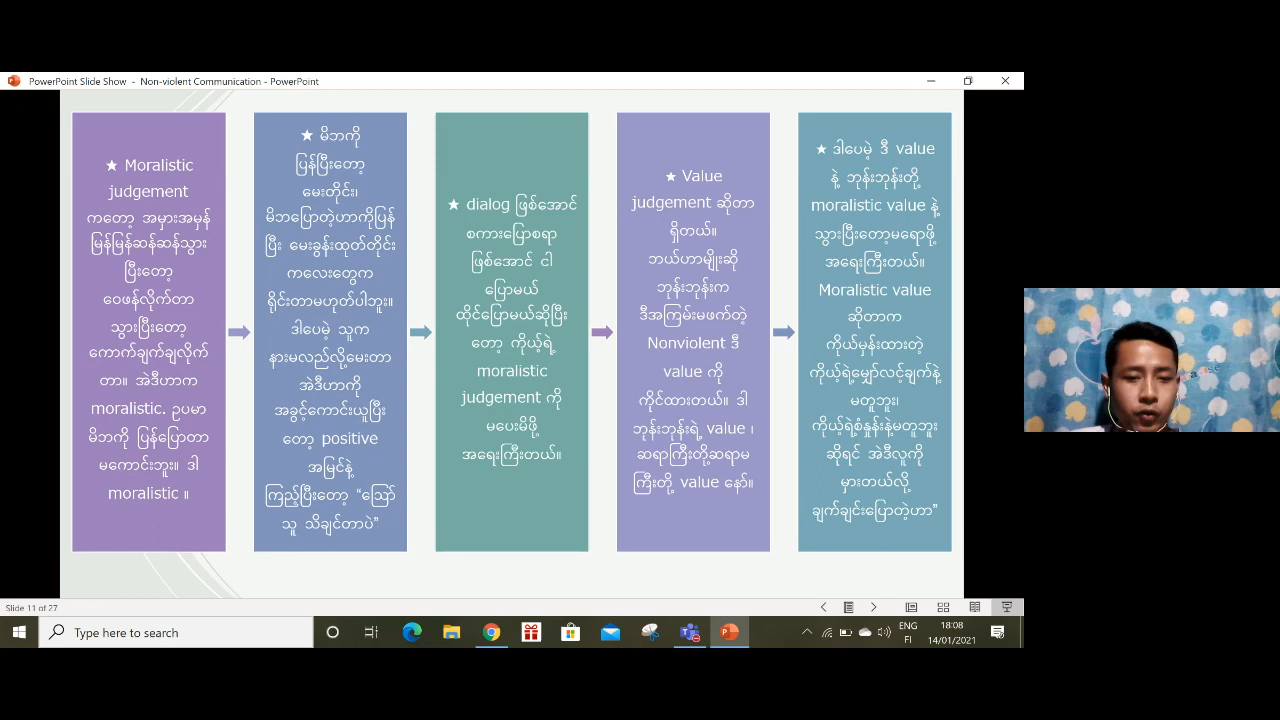 PowerPoint Slide Show - Non-violent Communication - PowerPoint
★ Moralistic
judgement
ကတော့ အမှားအမှန်
မြန်မြန်ဆန်ဆန်သွား
ပြီးတော့
ဝေဖန်လိုက်တာ
သွားပြီးတော့
ကောက်ချက်ချလိုက်
တာ။ အဲဒီဟာက
moralistic. ဥပမာ
မိဘကို ပြန်ပြောတာ
မကောင်းဘူး။ ဒါ
moralistic ။
★ မိဘကို
ပြန်ပြီးတော့
မေးတိုင်း၊
မိဘပြောတဲ့ဟာကိုပြန်
ပြီး မေးခွန်းထုတ်တိုင်း
ကလေးတွေက
ရိုင်းတာမဟုတ်ပါဘူး။
ဒါပေမဲ့ သူက
နားမလည်လို့မေးတာ
အဲဒီဟာကို
အခွင့်ကောင်းယူပြီး
တော့ positive
အမြင်နဲ့
ကြည့်ပြီးတော့ “ဪ
သူ သိချင်တာပဲ”
★ dialog ဖြစ်အောင်
စကားပြောစရာ
ဖြစ်အောင် ငါ
ပြောမယ်
ထိုင်ပြောမယ်ဆိုပြီး
တော့ ကိုယ့်ရဲ့
moralistic
judgement ကို
မပေးမိဖို့
အရေးကြီးတယ်။
★ Value
judgement ဆိုတာ
ရှိတယ်။
ဘယ်ဟာမျိုးဆို
ဘုန်းဘုန်းက
ဒီအကြမ်းမဖက်တဲ့
Nonviolent ဒီ
value ကို
ကိုင်ထားတယ်။ ဒါ
ဘုန်းဘုန်းရဲ့ value ၊
ဆရာကြီးတို့ဆရာမ
ကြီးတို့ value နော်။
★ ဒါပေမဲ့ ဒီ value
နဲ့ ဘုန်းဘုန်းတို့
moralistic value နဲ့
သွားပြီးတော့မရောဖို့
အရေးကြီးတယ်။
Moralistic value
ဆိုတာက
ကိုယ်မှန်းထားတဲ့
ကိုယ့်ရဲ့မျှော်လင့်ချက်နဲ့
မတူဘူး၊
ကိုယ့်ရဲ့စံနှုန်းနဲ့မတူဘူး
ဆိုရင် အဲဒီလူကို
မှားတယ်လို့
ချက်ချင်းပြောတဲ့ဟာ”
Slide 11 of 27
Type here to search
ENG
FI
18:08
14/01/2021